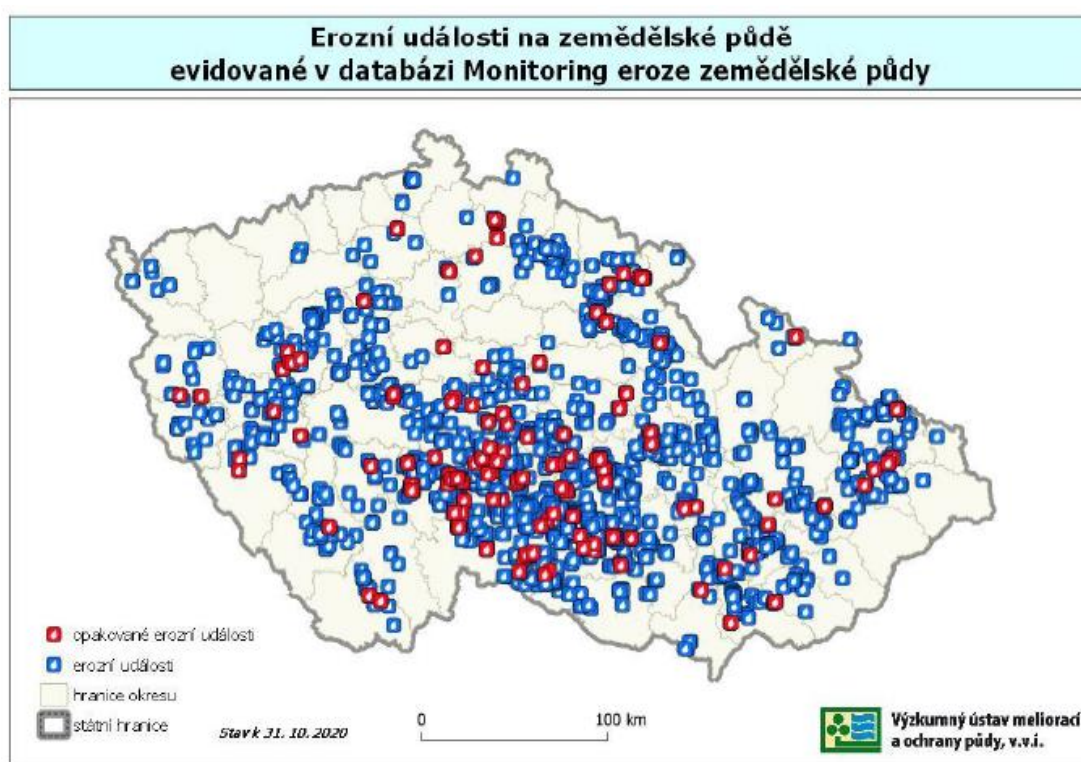 Erozní události na zemědělské půdě
evidované v databázi Monitoring eroze zemědělské půdy
opakované erozní události
erozní události
hranice okresu
státní hranice
Stav k 31. 10. 2020
0
100 km
Výzkumný ústav meliorací
a ochrany půdy, v.v.i.